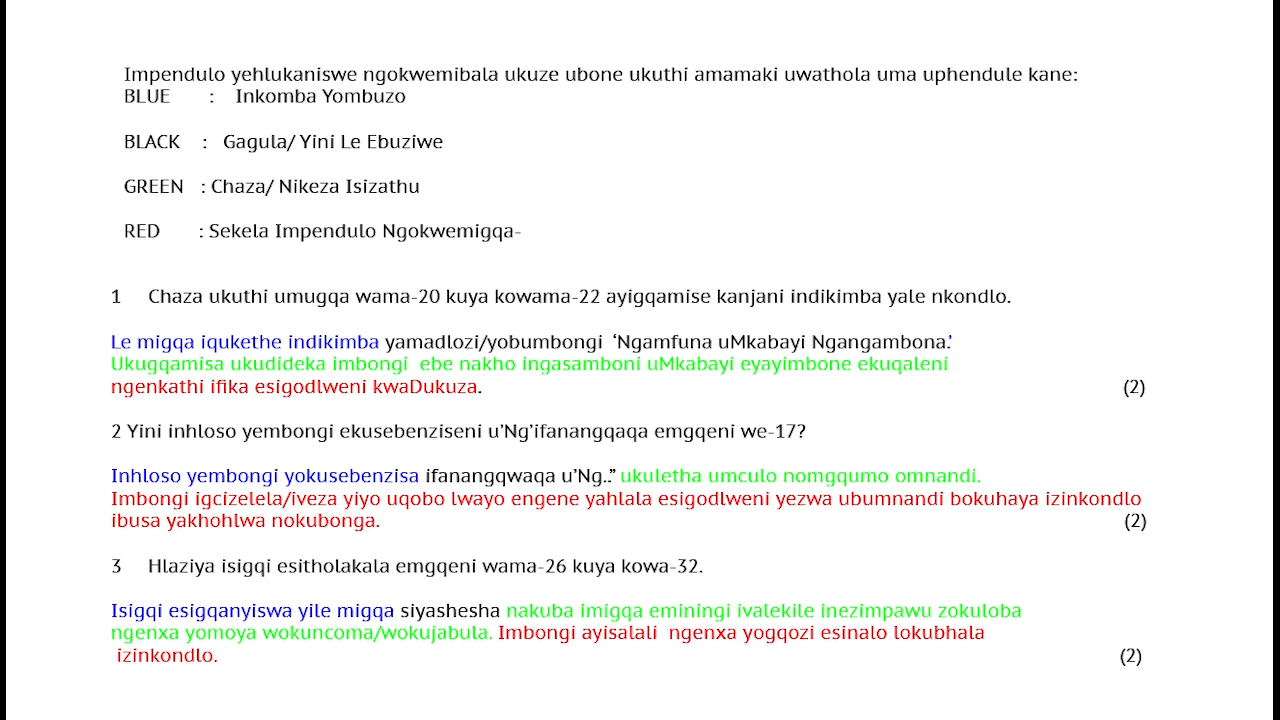 Impendulo yehlukaniswe ngokwemibala ukuze ubone ukuthi amamaki uwathola uma uphendule kane:
BLUE : Inkomba Yombuzo
BLACK : Gagula/ Yini Le Ebuziwe
GREEN : Chaza/ Nikeza Isizathu
RED : Sekela Impendulo Ngokwemigqa-
1 Chaza ukuthi umugqa wama-20 kuya kowama-22 ayigqamise kanjani indikimba yale nkondlo.
Le migqa iqukethe indikimba yamadlozi/yobumbongi ‘Ngamfuna uMkabayi Ngangambona.’
Ukugqamisa ukudideka imbongi ebe nakho ingasamboni uMkabayi eyayimbone ekuqaleni
ngenkathi ifika esigodlweni kwaDukuza. (2)
2 Yini inhloso yembongi ekusebenziseni u’Ng’ifanangqaqa emgqeni we-17?
Inhloso yembongi yokusebenzisa ifanangqwaqa u’Ng..” ukuletha umculo nomgqumo omnandi.
Imbongi igcizelela/iveza yiyo uqobo lwayo engene yahlala esigodlweni yezwa ubumnandi bokuhaya izinkondlo
ibusa yakhohlwa nokubonga. (2)
3 Hlaziya isigqi esitholakala emgqeni wama-26 kuya kowa-32.
Isigqi esigqanyiswa yile migqa siyashesha nakuba imigqa eminingi ivalekile inezimpawu zokuloba
ngenxa yomoya wokuncoma/wokujabula. Imbongi ayisalali ngenxa yogqozi esinalo lokubhala
izinkondlo. (2)